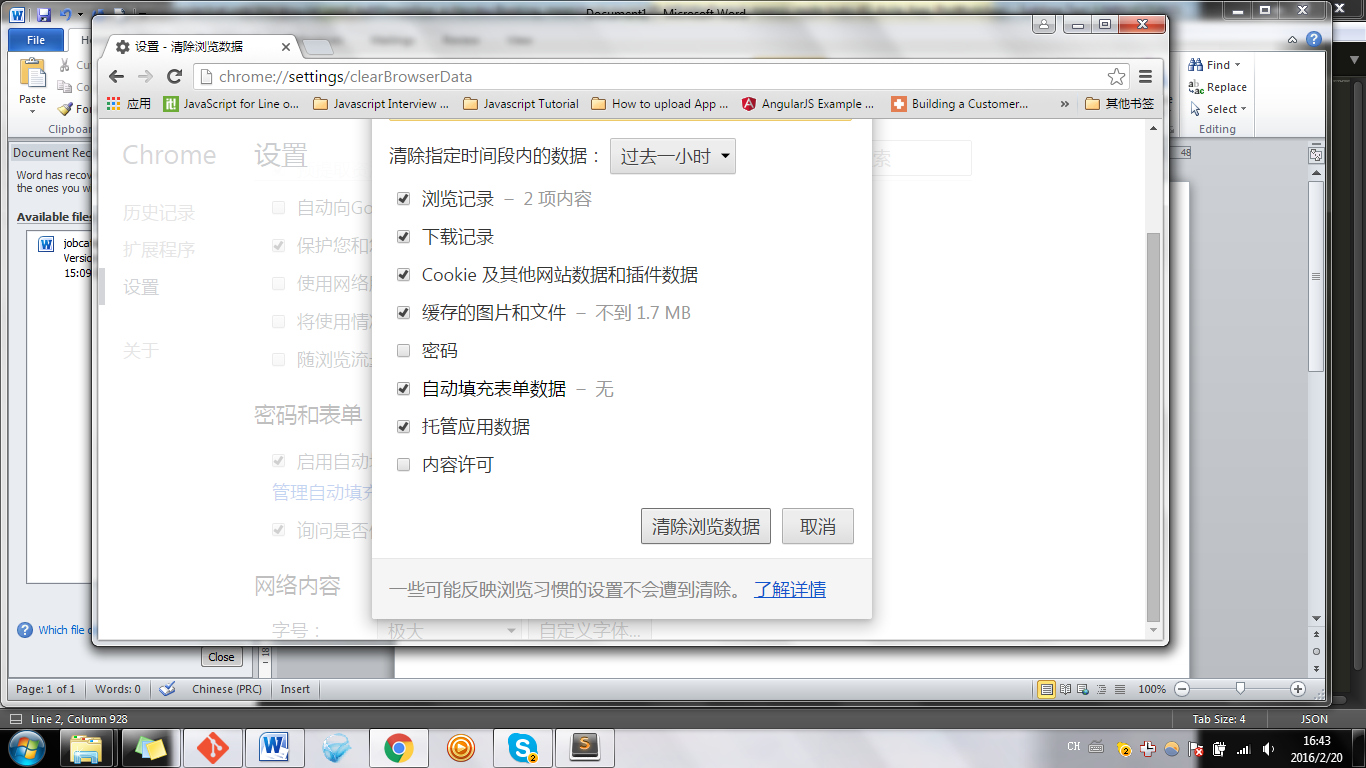 Document1 - Microsoft Word
File
Paste
Clipboard
Find
Replace
Select
Editing
设置 - 清除浏览数据
chrome://settings/clearBrowserData
应用
JavaScript for Line o...
Javascript Interview ...
Javascript Tutorial
How to upload App ...
AngularJS Example ...
Building a Customer...
»
其他书签
Chrome
设置
历史记录
扩展程序
设置
关于
自动向Go
保护您和
使用网络
将使用情
随浏览流
密码和表单
启用自动
管理自动填充
询问是否
网络内容
字号：
极大
自定义字体...
清除指定时间段内的数据：
过去一小时
浏览记录 – 2 项内容
下载记录
Cookie 及其他网站数据和插件数据
缓存的图片和文件 – 不到 1.7 MB
密码
自动填充表单数据 – 无
托管应用数据
内容许可
清除浏览数据
取消
一些可能反映浏览习惯的设置不会遭到清除。 了解详情
Document Rec
Word has recov
the ones you w
Available files
jobca
Versio
15:09
Which file
Close
48
18
Page: 1 of 1
Words: 0
Chinese (PRC)
Insert
100%
Line 2, Column 928
Tab Size: 4
JSON
CH
16:43
2016/2/20